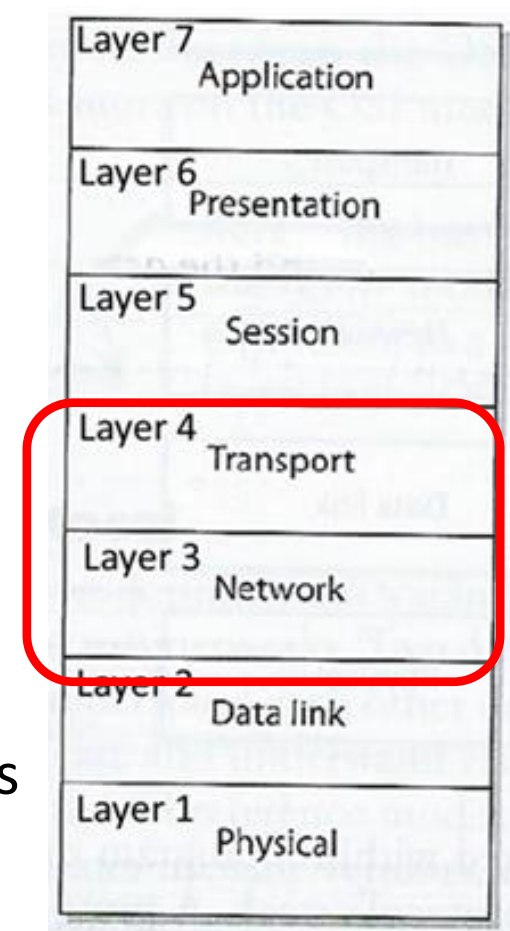 Layer 7
Application
Layer 6
Presentation
Layer 5
Session
Layer 4
Transport
Layer 3
Network
Layer 2
Data link
s
Layer 1
Physical